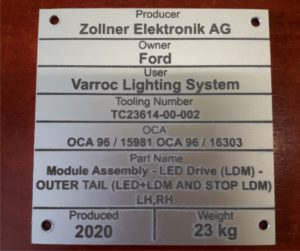 Producer
Zollner Elektronik AG
Owner
Ford
User
Varroc Lighting System
Tooling Number
TC23614-00-002
OCA
OCA 96 / 15981 OCA 96 / 16303
Part Name
Module Assembly - LED Drive (LDM) -
OUTER TAIL (LED+LDM AND STOP LDM)
LH,RH
Produced Weight
2020 23 kg